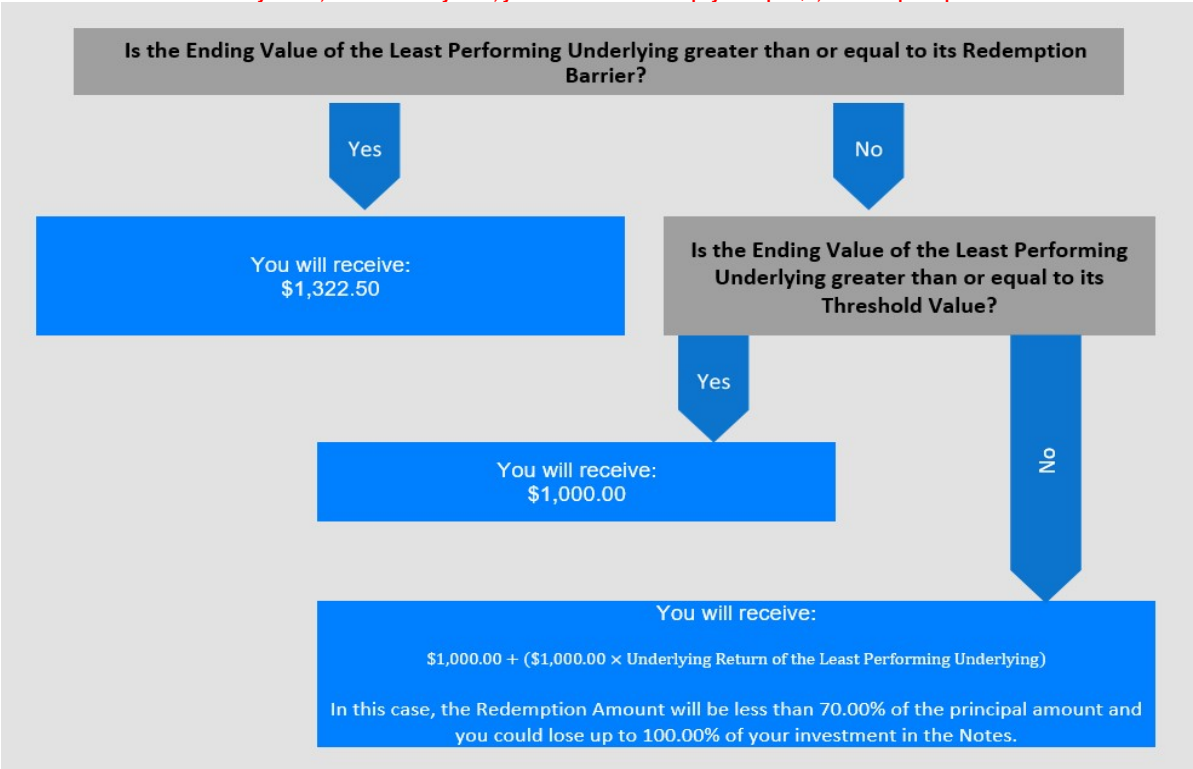 Is the Ending Value of the Least Performing Underlying greater than or equal to its Redemption
Barrier?
Yes
No
You will receive:
$1,322.50
Is the Ending Value of the Least Performing
Underlying greater than or equal to its
Threshold Value?
Yes
No
You will receive:
$1,000.00
You will receive:
$1,000.00 + ($1,000.00 × Underlying Return of the Least Performing Underlying)
In this case, the Redemption Amount will be less than 70.00% of the principal amount and
you could lose up to 100.00% of your investment in the Notes.